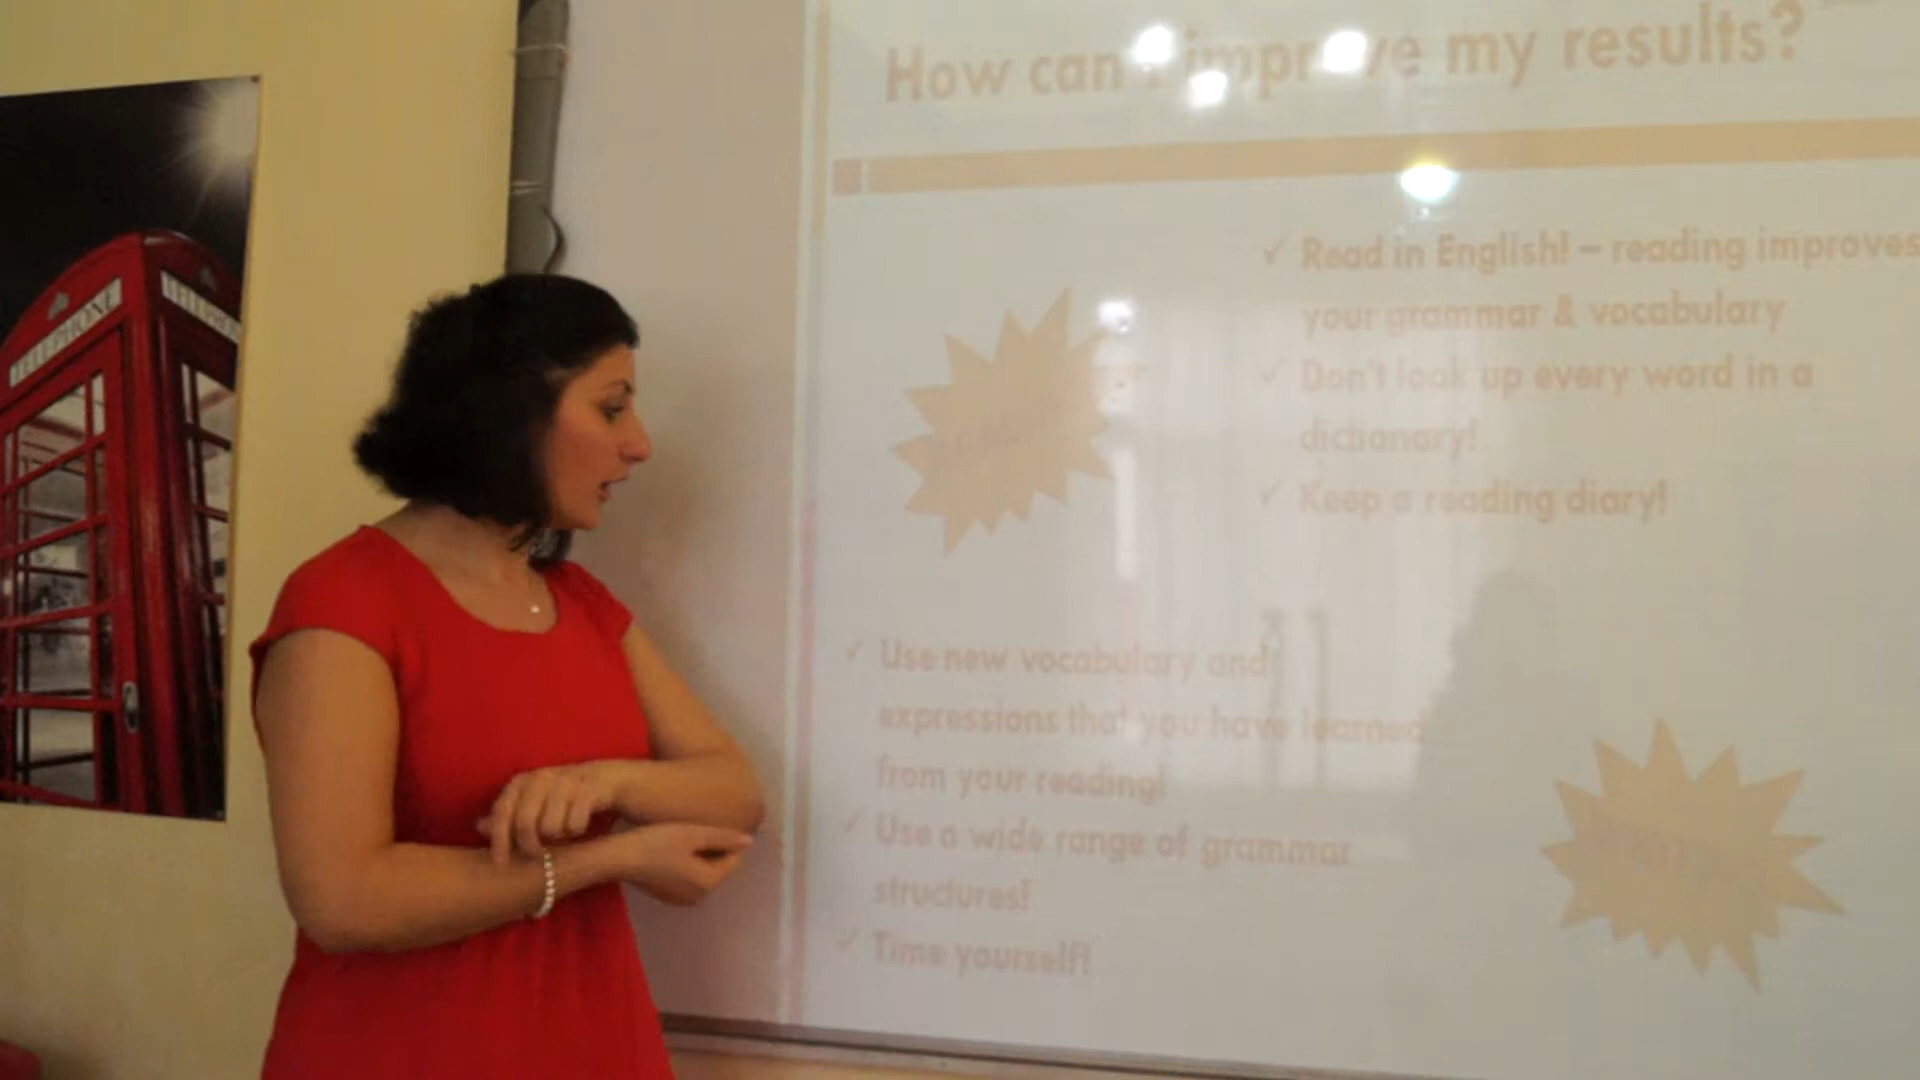 How can I improve my results?
TELEPHONE
✓ Read in English! – reading improves
your grammar & vocabulary
✓ Don't look up every word in a
dictionary!
✓ Keep a reading diary!
✓ Use new vocabulary and
expressions that you have learned
from your reading!
✓ Use a wide range of grammar
structures!
✓ Time yourself!